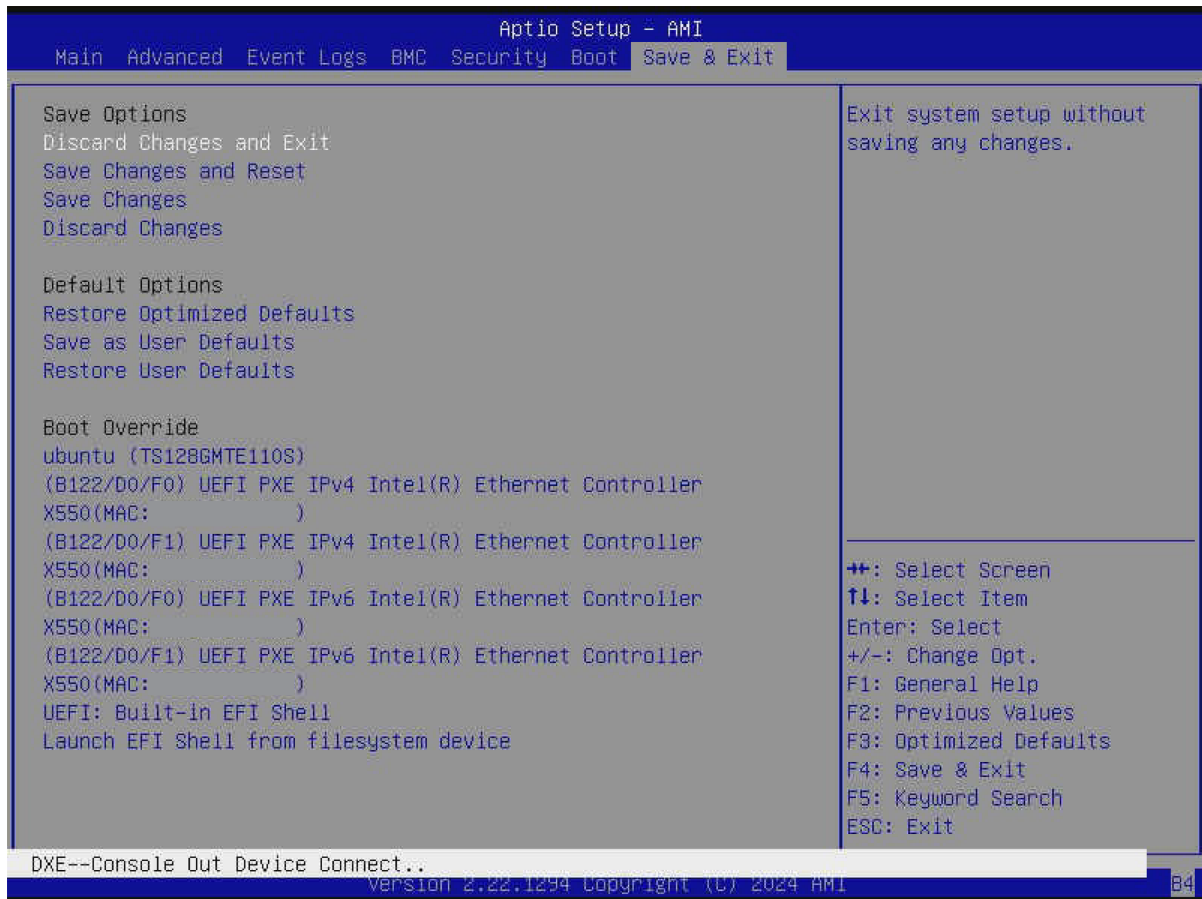 Aptio Setup – AMI
Main Advanced Event Logs BMC Security Boot Save & Exit
Save Options
Discard Changes and Exit
Save Changes and Reset
Save Changes
Discard Changes
Default Options
Restore Optimized Defaults
Save as User Defaults
Restore User Defaults
Boot Override
ubuntu (TS128GMTE110S)
(B122/D0/F0) UEFI PXE IPv4 Intel(R) Ethernet Controller
X550(MAC: )
(B122/D0/F1) UEFI PXE IPv4 Intel(R) Ethernet Controller
X550(MAC: )
(B122/D0/F0) UEFI PXE IPv6 Intel(R) Ethernet Controller
X550(MAC: )
(B122/D0/F1) UEFI PXE IPv6 Intel(R) Ethernet Controller
X550(MAC: )
UEFI: Built-in EFI Shell
Launch EFI Shell from filesystem device
Exit system setup without
saving any changes.
→←: Select Screen
↑↓: Select Item
Enter: Select
+/-: Change Opt.
F1: General Help
F2: Previous Values
F3: Optimized Defaults
F4: Save & Exit
F5: Keyword Search
ESC: Exit
DXE--Console Out Device Connect..
Version 2.22.1294 Copyright (C) 2024 AMI
B4